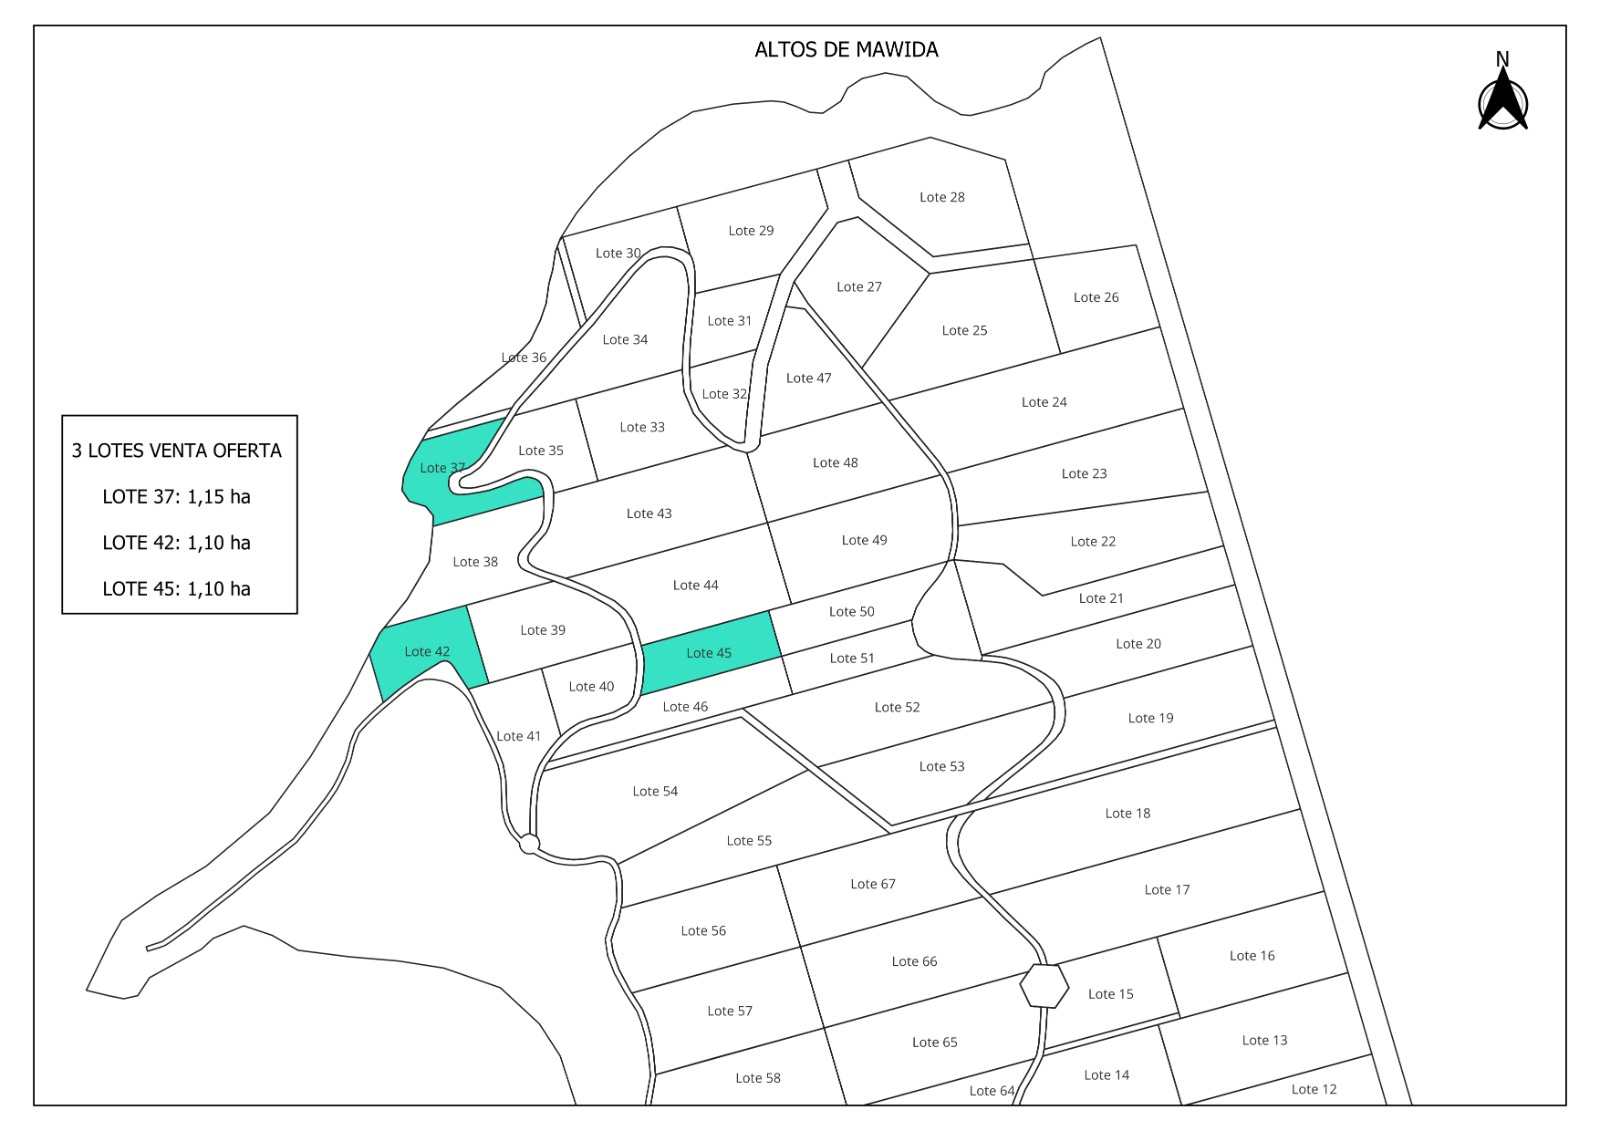 ALTOS DE MAWIDA
N
Lote 28
Lote 29
Lote 30
Lote 27
Lote 26
Lote 31
Lote 25
Lote 34
Lote 36
Lote 47
Lote 32
Lote 24
Lote 33
Lote 35
Lote 48
Lote 37
Lote 23
3 LOTES VENTA OFERTA
LOTE 37: 1,15 ha
LOTE 42: 1,10 ha
LOTE 45: 1,10 ha
Lote 43
Lote 49
Lote 22
Lote 38
Lote 44
Lote 21
Lote 50
Lote 39
Lote 20
Lote 42
Lote 45
Lote 51
Lote 40
Lote 46
Lote 52
Lote 19
Lote 41
Lote 53
Lote 54
Lote 18
Lote 55
Lote 67
Lote 17
Lote 56
Lote 66
Lote 16
Lote 15
Lote 57
Lote 65
Lote 13
Lote 58
Lote 64
Lote 14
Lote 12